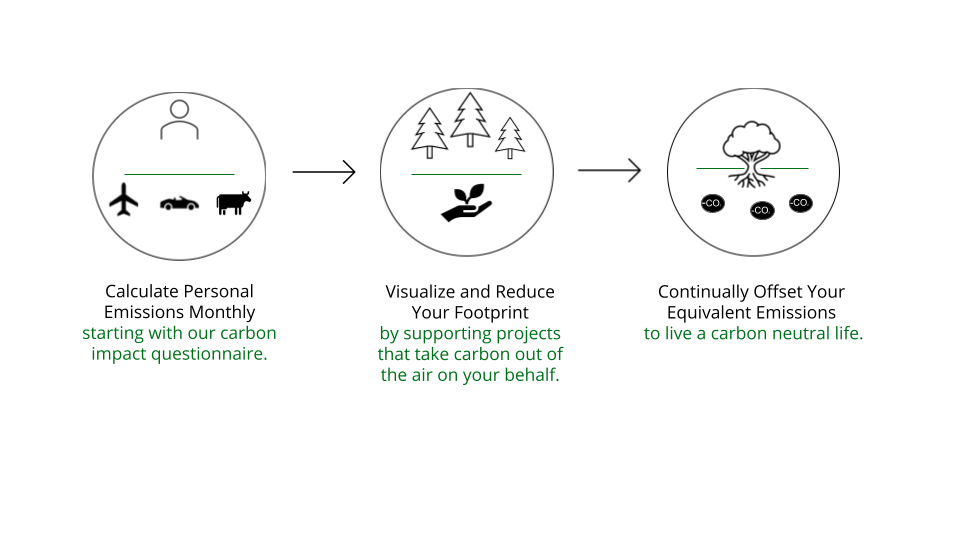 -CO.
-CO.
-CO.
Calculate Personal
Emissions Monthly
starting with our carbon
impact questionnaire.
Visualize and Reduce
Your Footprint
by supporting projects
that take carbon out of
the air on your behalf.
Continually Offset Your
Equivalent Emissions
to live a carbon neutral life.